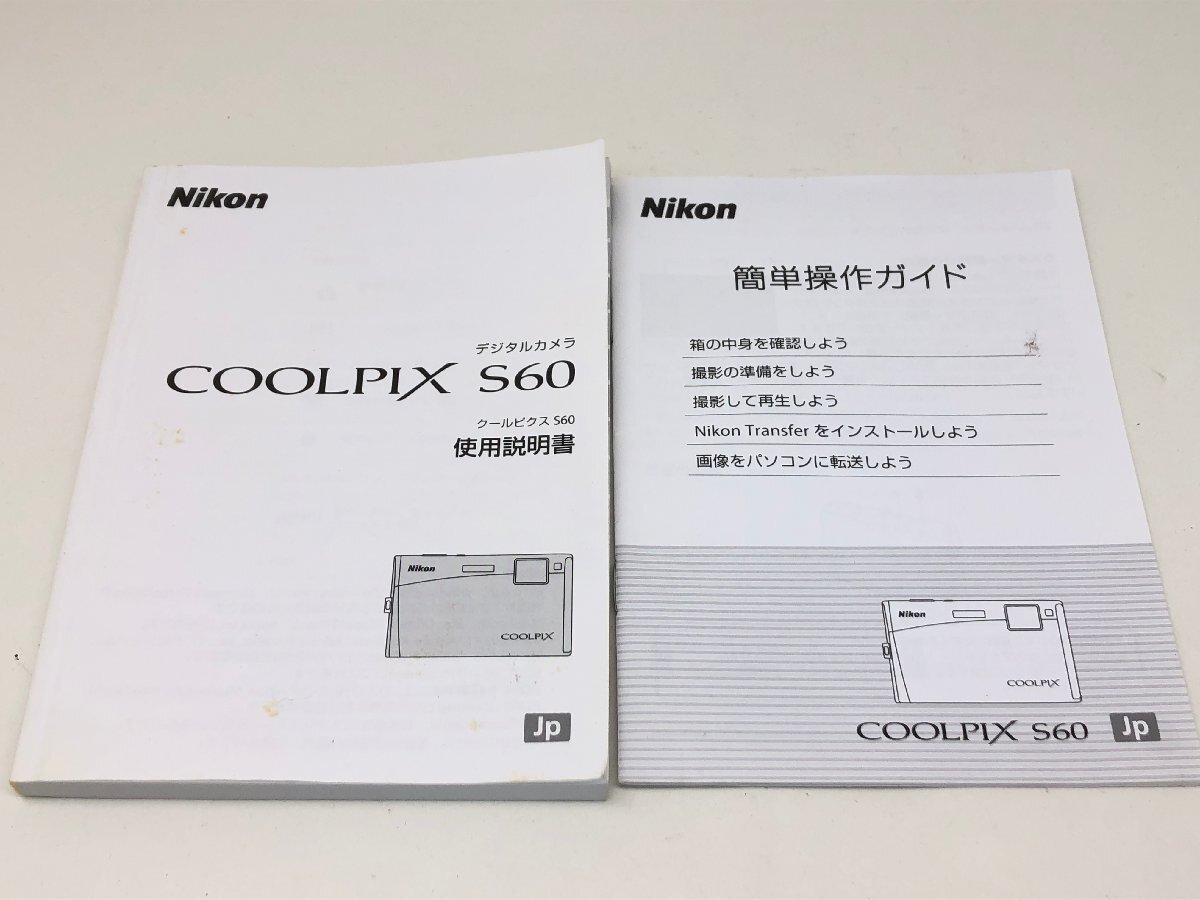 Nikon
デジタルカメラ
COOLPIX S60
クールピクス S60
使用説明書
Nikon
COOLPIX
Jp
Nikon
簡単操作ガイド
箱の中身を確認しよう
撮影の準備をしよう
撮影して再生しよう
Nikon Transfer をインストールしよう
画像をパソコンに転送しよう
Nikon
COOLPIX
COOLPIX S60
Jp